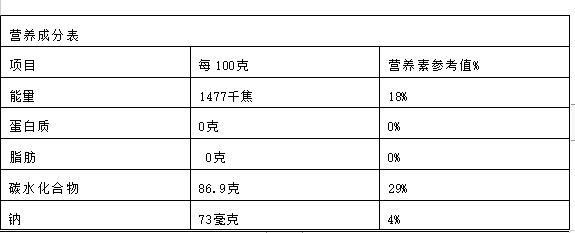 营养成分表
项目 每100克 营养素参考值%
能量 1477千焦 18%
蛋白质 0克 0%
脂肪 0克 0%
碳水化合物 86.9克 29%
钠 73毫克 4%